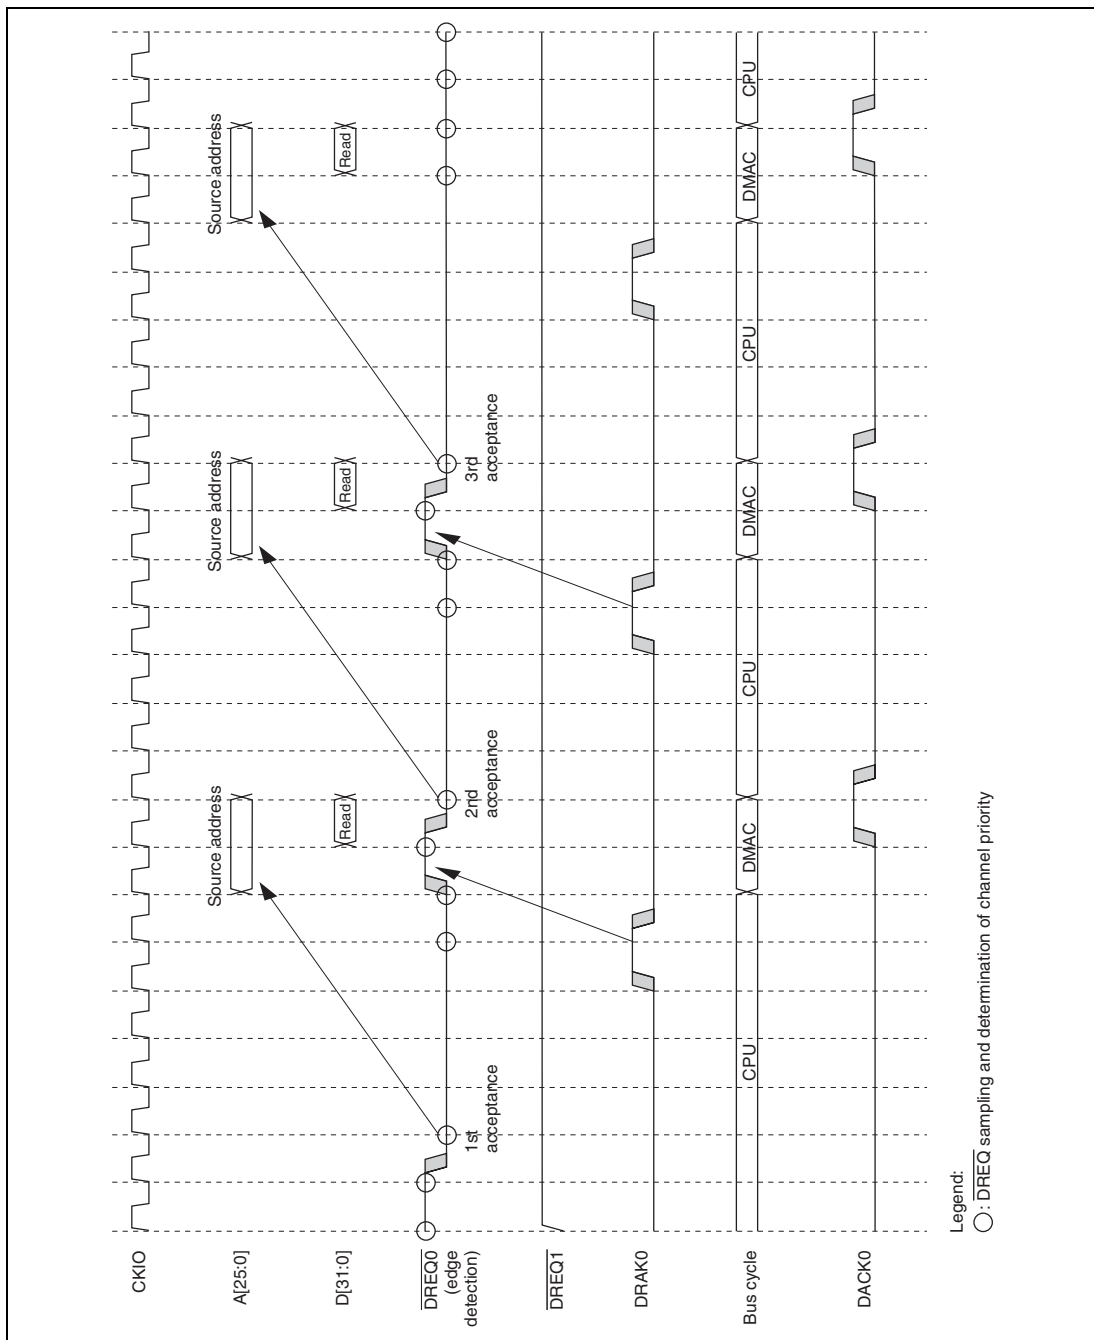 CKIO
A[25:0]
Source address
Source address
Source address
D[31:0]
Read
Read
Read
DREQ0
(edge
detection)
1st
acceptance
2nd
acceptance
3rd
acceptance
DREQ1
DRAK0
Bus cycle
CPU
DMAC
CPU
DMAC
CPU
DMAC
CPU
DACK0
Legend:
: DREQ sampling and determination of channel priority